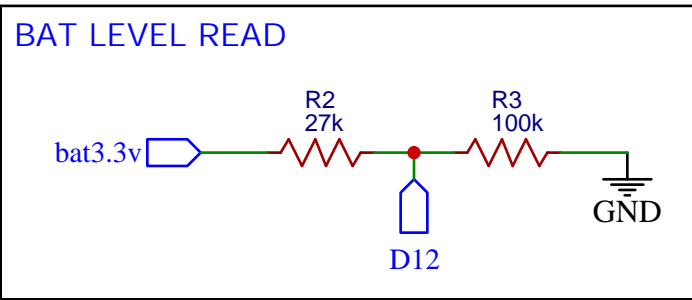 BAT LEVEL READ
R2
27k
R3
100k
bat3.3v
GND
D12